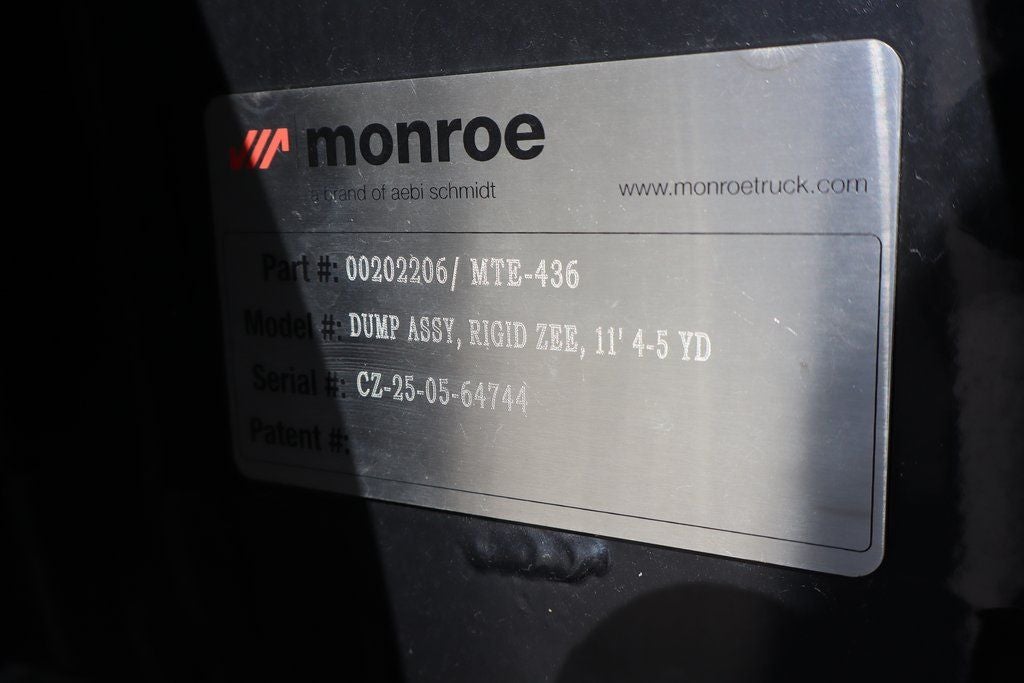 monroe
a brand of aebi schmidt
www.monroetruck.com
Part #: 00202206/ MTE-436
Model #: DUMP ASSY, RIGID ZEE, 11' 4-5 YD
Serial #: CZ-25-05-64744
Patent #: